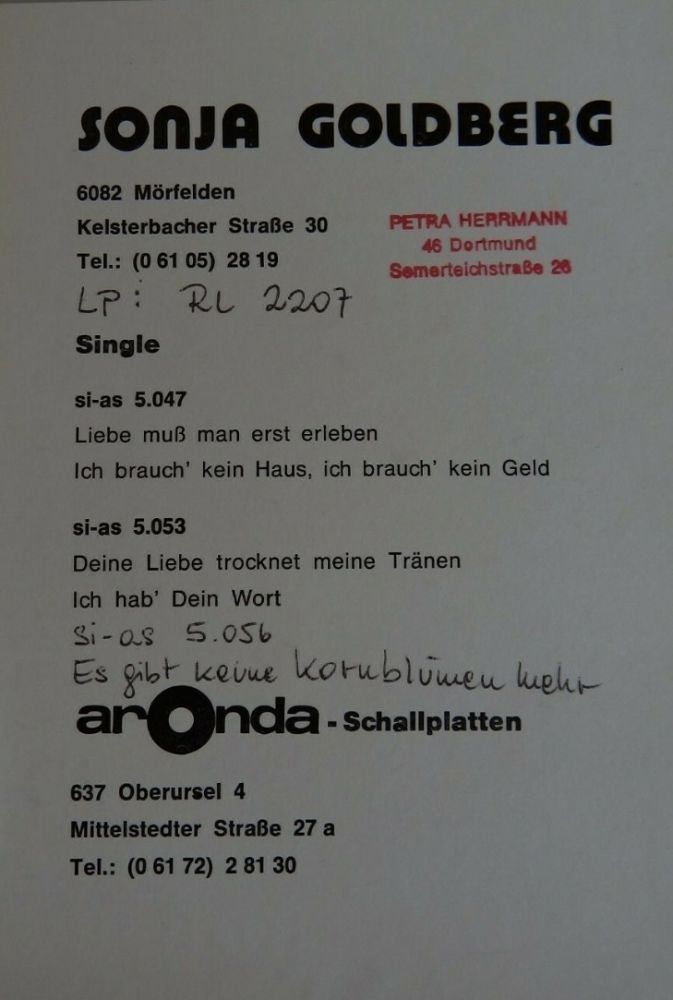 SONJA GOLDBERG
6082 Mörfelden
Kelsterbacher Straße 30
Tel.: (0 61 05) 28 19
PETRA HERRMANN
46 Dortmund
Semerteichstraße 26
LP: RL 2207
Single
si-as 5.047
Liebe muß man erst erleben
Ich brauch' kein Haus, ich brauch' kein Geld
si-as 5.053
Deine Liebe trocknet meine Tränen
Ich hab' Dein Wort
si-as 5.056
Es gibt keine Kornblumen mehr
aronda - Schallplatten
637 Oberursel 4
Mittelstedter Straße 27 a
Tel.: (0 61 72) 2 81 30